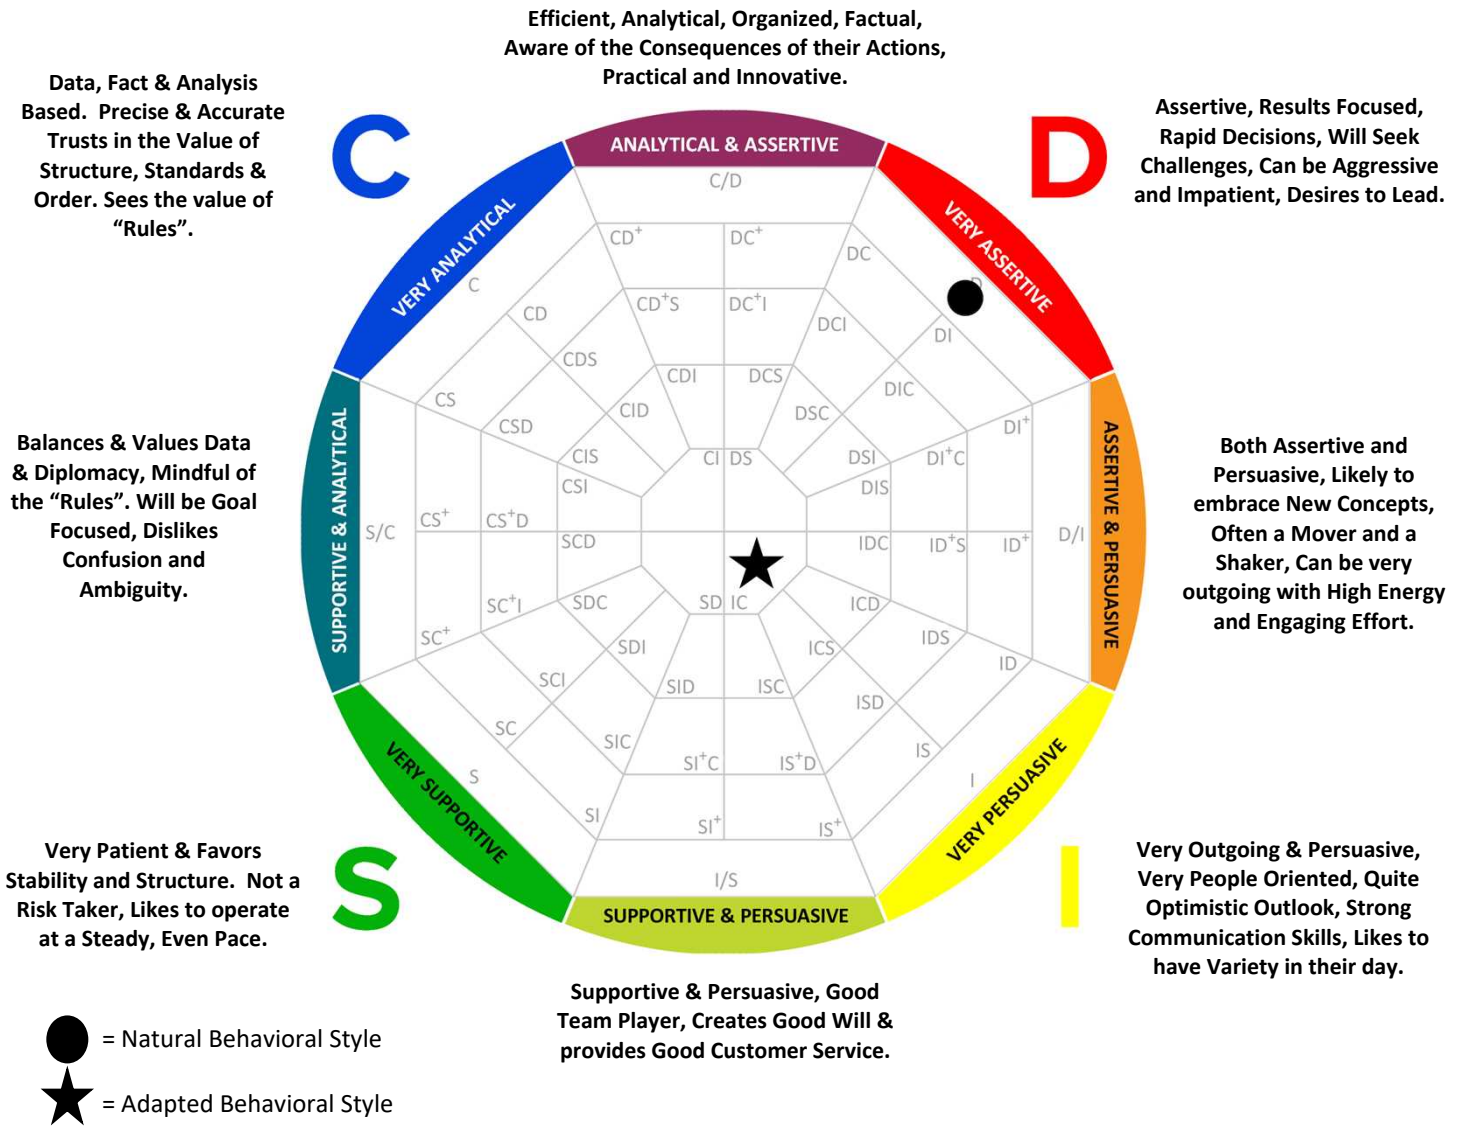 Efficient, Analytical, Organized, Factual,
Aware of the Consequences of their Actions,
Practical and Innovative.
Data, Fact & Analysis
Based.  Precise & Accurate
Trusts in the Value of
Structure, Standards &
Order. Sees the value of
“Rules”.
C
D
Assertive, Results Focused,
Rapid Decisions, Will Seek
Challenges, Can be Aggressive
and Impatient, Desires to Lead.
ANALYTICAL & ASSERTIVE
VERY ANALYTICAL
VERY ASSERTIVE
C/D
CD+
DC+
DC
C
D
CD
CD+S
DC+I
DCI
DI
CDS
CDI
DCS
DIC
CS
CID
DSC
DI+
CSD
CIS
CI
DS
DSI
DI+C
CSI
DIS
Balances & Values Data
& Diplomacy, Mindful of
the “Rules”. Will be Goal
Focused, Dislikes
Confusion and
Ambiguity.
SUPPORTIVE & ANALYTICAL
ASSERTIVE & PERSUASIVE
Both Assertive and
Persuasive, Likely to
embrace New Concepts,
Often a Mover and a
Shaker, Can be very
outgoing with High Energy
and Engaging Effort.
S/C
CS+
CS+D
SCD
IDC
ID+S
ID+
D/I
SC+I
SDC
SD
IC
ICD
SC+
SDI
ICS
IDS
ID
SCI
SID
ISC
ISD
SC
SIC
SI+C
IS+D
IS
S
I
SI
SI+
IS+
I/S
VERY SUPPORTIVE
VERY PERSUASIVE
SUPPORTIVE & PERSUASIVE
Very Patient & Favors
Stability and Structure.  Not a
Risk Taker, Likes to operate
at a Steady, Even Pace.
S
I
Very Outgoing & Persuasive,
Very People Oriented, Quite
Optimistic Outlook, Strong
Communication Skills, Likes to
have Variety in their day.
Supportive & Persuasive, Good
Team Player, Creates Good Will &
provides Good Customer Service.
= Natural Behavioral Style
= Adapted Behavioral Style